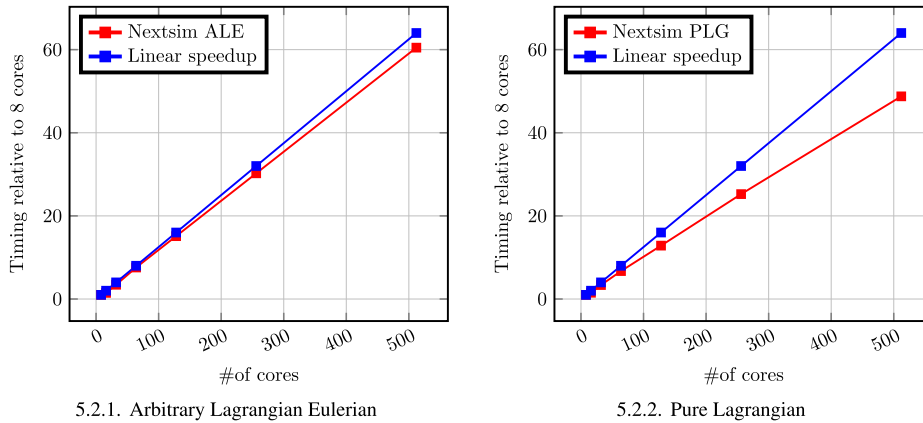 Nextsim ALE
Linear speedup
Timing relative to 8 cores
60
40
20
0
0 100 200 300 400 500
#of cores
5.2.1. Arbitrary Lagrangian Eulerian
Nextsim PLG
Linear speedup
Timing relative to 8 cores
60
40
20
0
0 100 200 300 400 500
#of cores
5.2.2. Pure Lagrangian